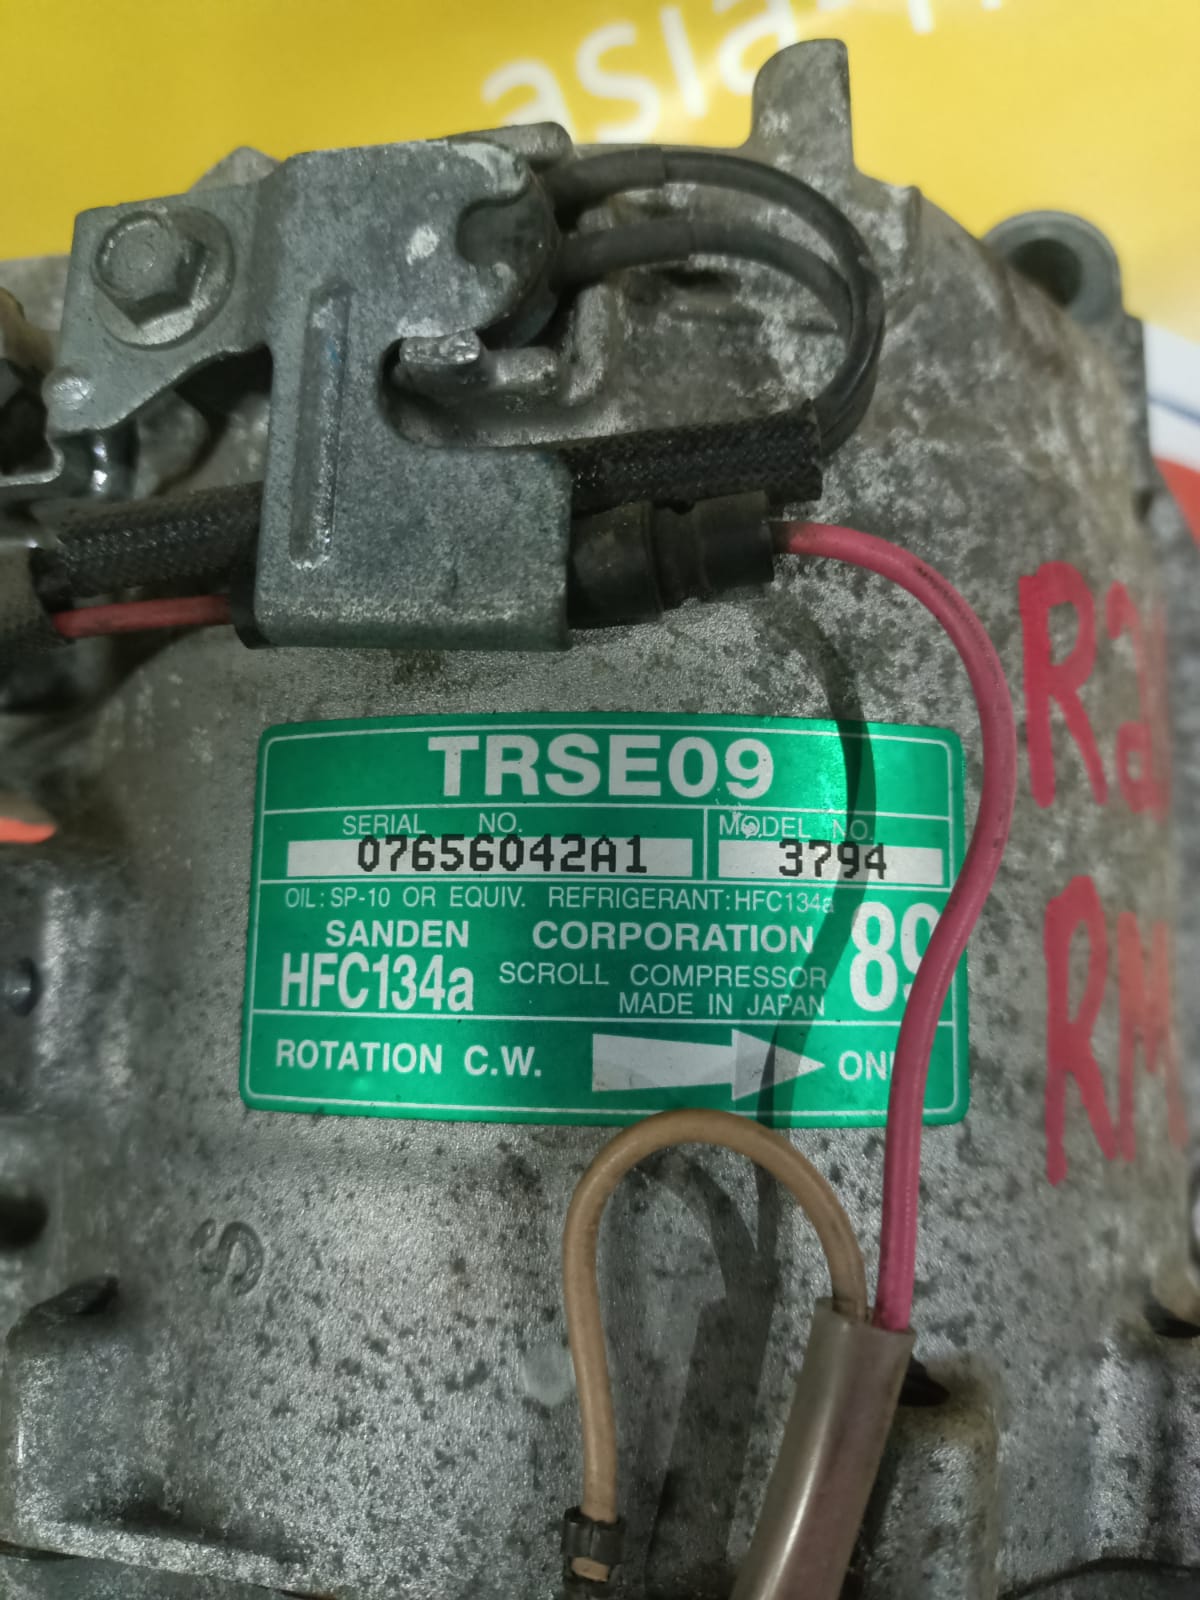 TRSE09
SERIAL NO.
MODEL NO.
07656042A1
3794
OIL: SP-10 OR EQUIV. REFRIGERANT:HFC134a
SANDEN CORPORATION
HFC134a
SCROLL COMPRESSOR
MADE IN JAPAN
ROTATION C.W.
S